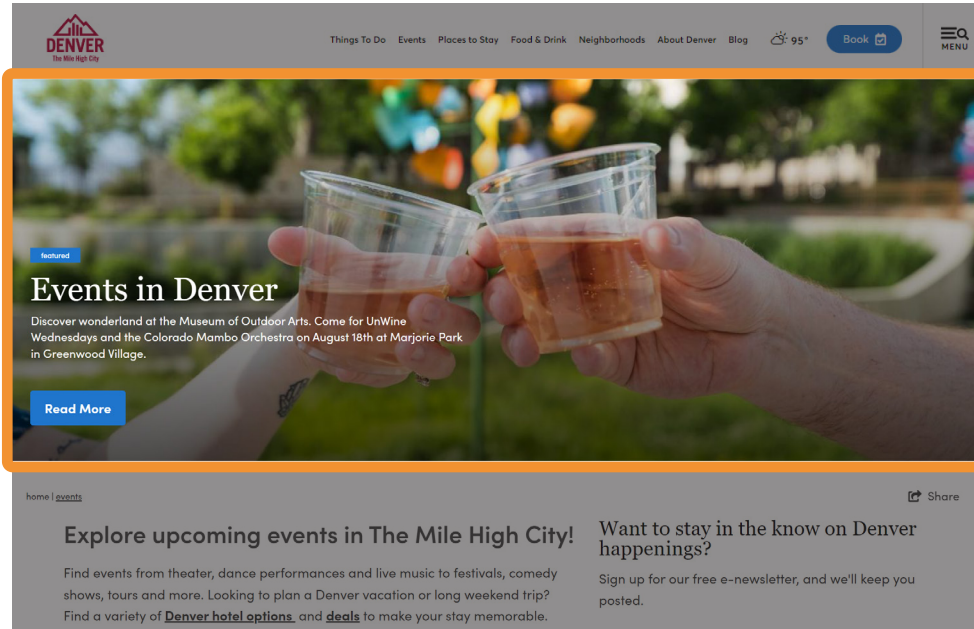 DENVER
The Mile High City
Things To Do Events Places to Stay Food & Drink Neighborhoods About Denver Blog 95° Book
MENU
featured
Events in Denver
Discover wonderland at the Museum of Outdoor Arts. Come for UnWine
Wednesdays and the Colorado Mambo Orchestra on August 18th at Marjorie Park
in Greenwood Village.
Read More
home | events
Share
Explore upcoming events in The Mile High City!
Find events from theater, dance performances and live music to festivals, comedy
shows, tours and more. Looking to plan a Denver vacation or long weekend trip?
Find a variety of Denver hotel options and deals to make your stay memorable.
Want to stay in the know on Denver
happenings?
Sign up for our free e-newsletter, and we'll keep you
posted.